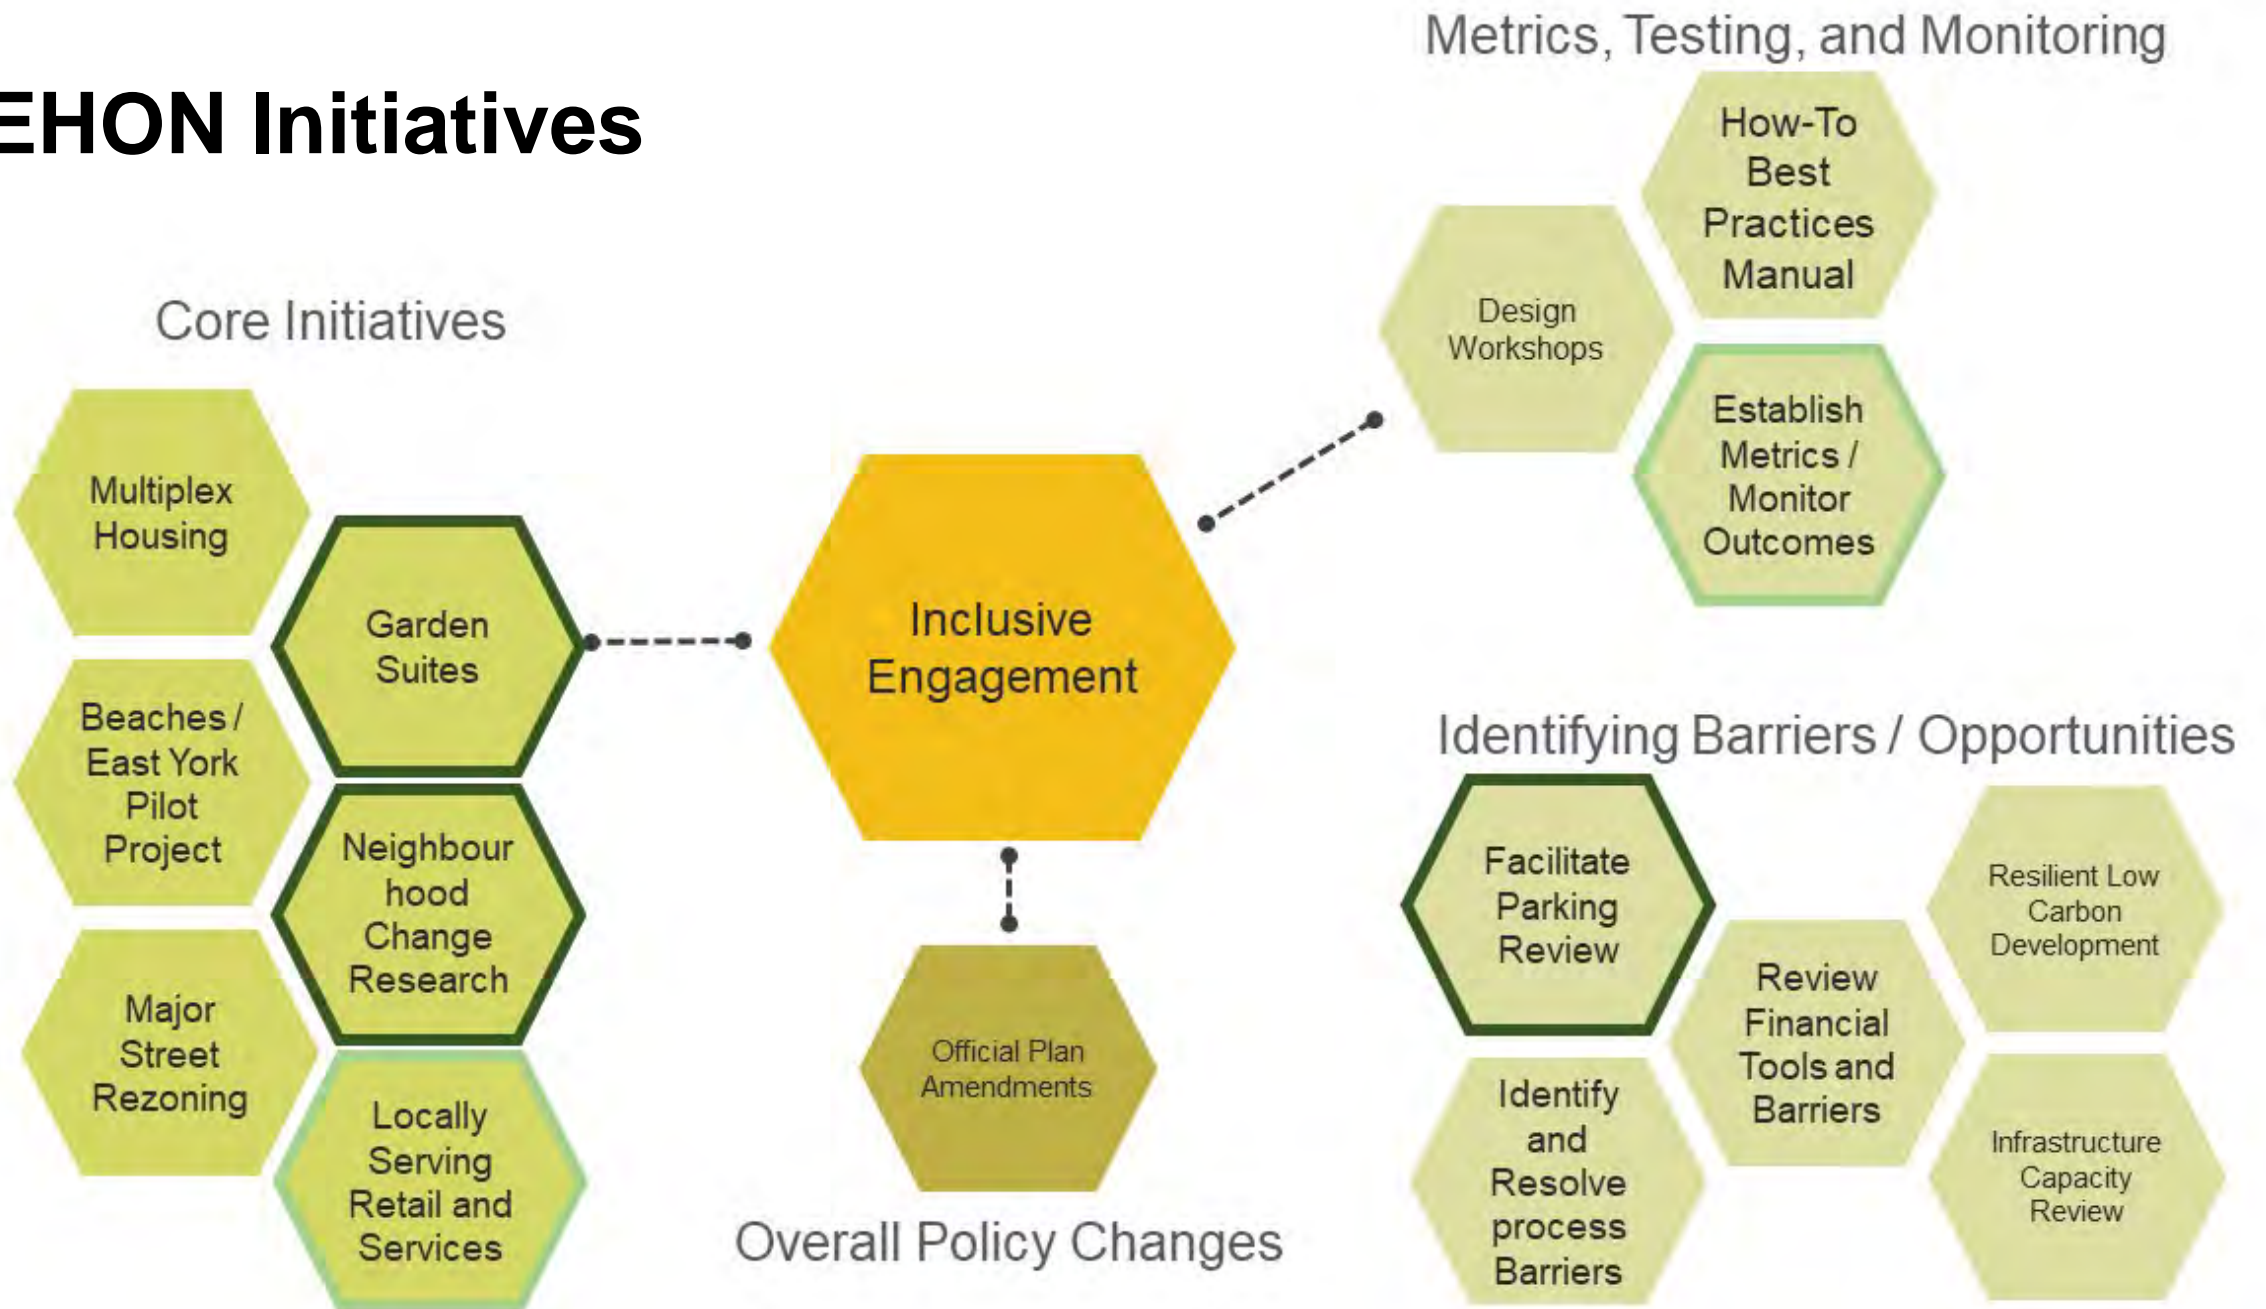 EHON Initiatives
Core Initiatives
Multiplex
Housing
Garden
Suites
Beaches /
East York
Pilot
Project
Neighbour
hood
Change
Research
Major
Street
Rezoning
Locally
Serving
Retail and
Services
Inclusive
Engagement
Official Plan
Amendments
Overall Policy Changes
Metrics, Testing, and Monitoring
How-To
Best
Practices
Manual
Design
Workshops
Establish
Metrics /
Monitor
Outcomes
Identifying Barriers / Opportunities
Facilitate
Parking
Review
Resilient Low
Carbon
Development
Review
Financial
Tools and
Barriers
Identify
and
Resolve
process
Barriers
Infrastructure
Capacity
Review